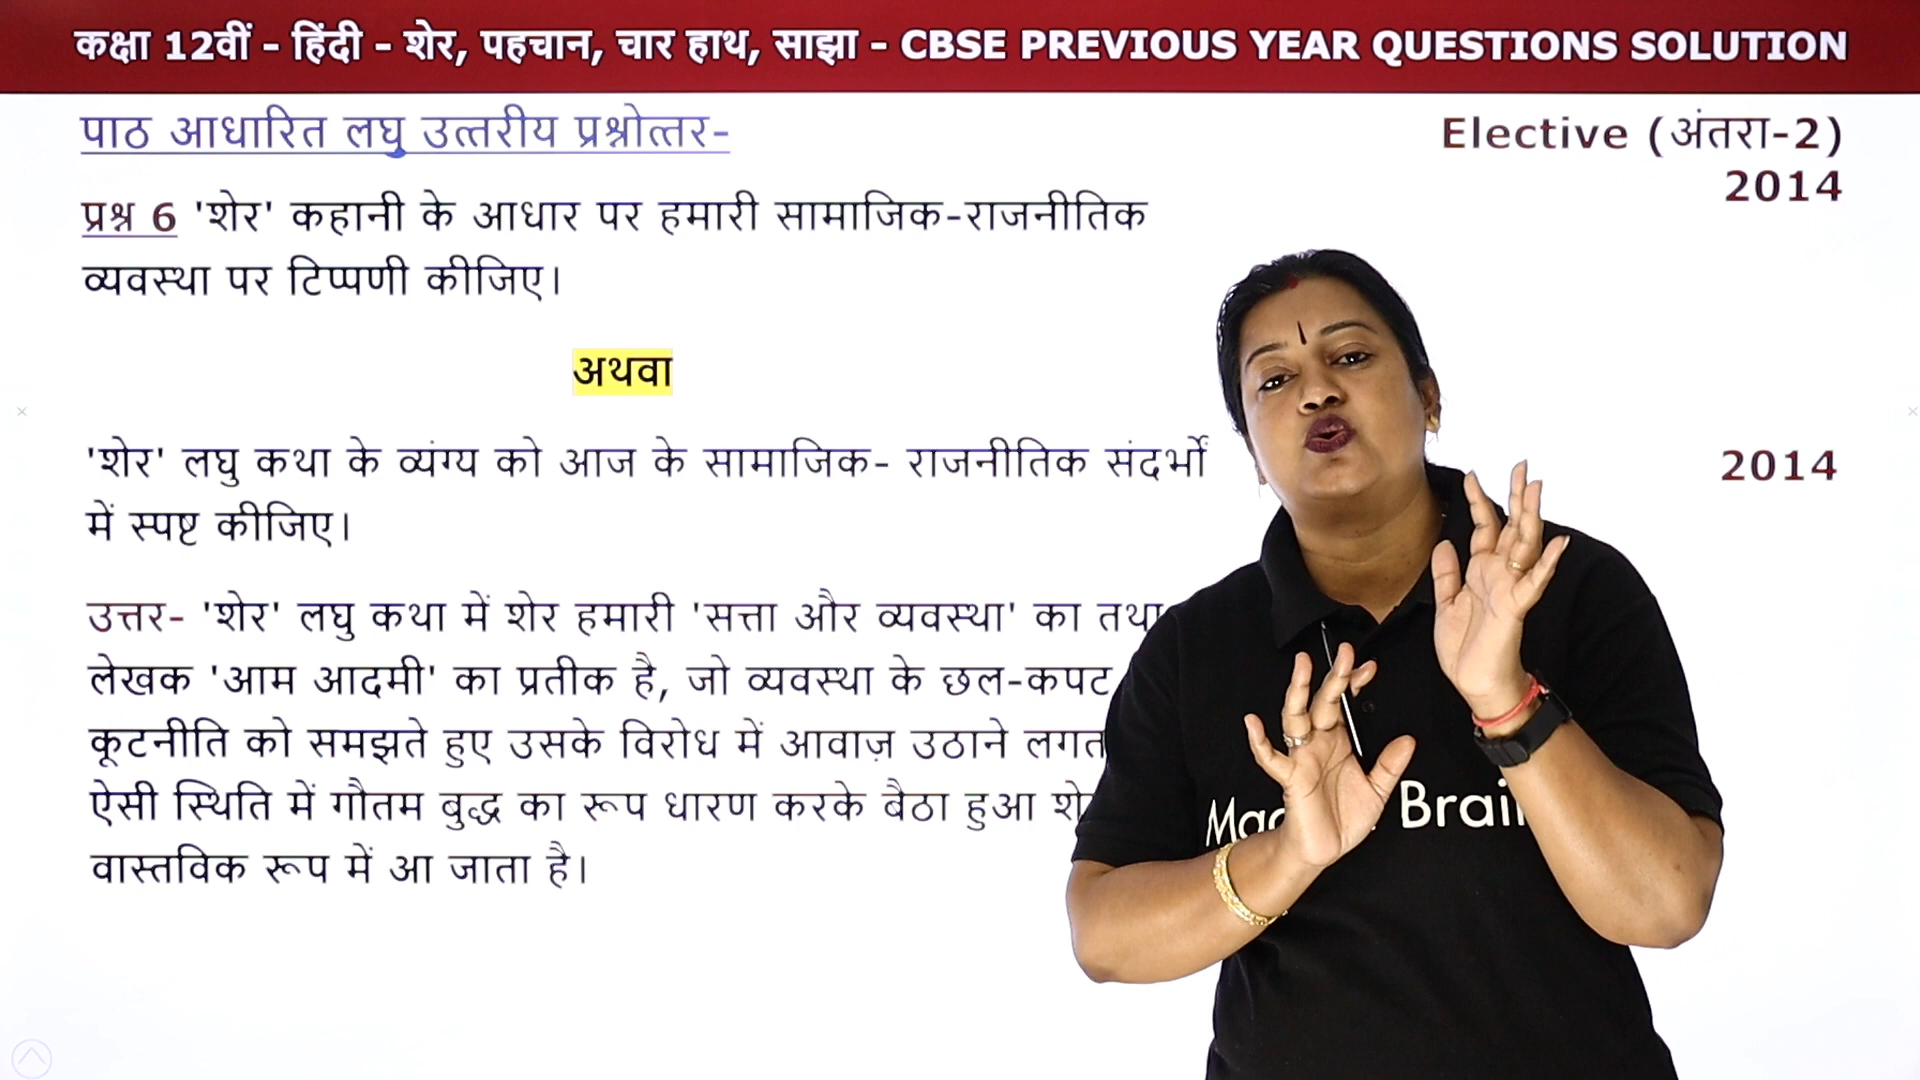 कक्षा 12वीं - हिंदी - शेर, पहचान, चार हाथ, साझा - CBSE PREVIOUS YEAR QUESTIONS SOLUTION
पाठ आधारित लघु उत्तरीय प्रश्नोत्तर-
Elective (अंतरा-2)
2014
प्रश्न 6 'शेर' कहानी के आधार पर हमारी सामाजिक-राजनीतिक
व्यवस्था पर टिप्पणी कीजिए।
अथवा
'शेर' लघु कथा के व्यंग्य को आज के सामाजिक- राजनीतिक संदर्भों
2014
में स्पष्ट कीजिए।
उत्तर- 'शेर' लघु कथा में शेर हमारी 'सत्ता और व्यवस्था' का तथा
लेखक 'आम आदमी' का प्रतीक है, जो व्यवस्था के छल-कपट
कूटनीति को समझते हुए उसके विरोध में आवाज़ उठाने
ऐसी स्थिति में गौतम बुद्ध का रूप धारण करके बैठा हुआ
वास्तविक रूप में आ जाता है।